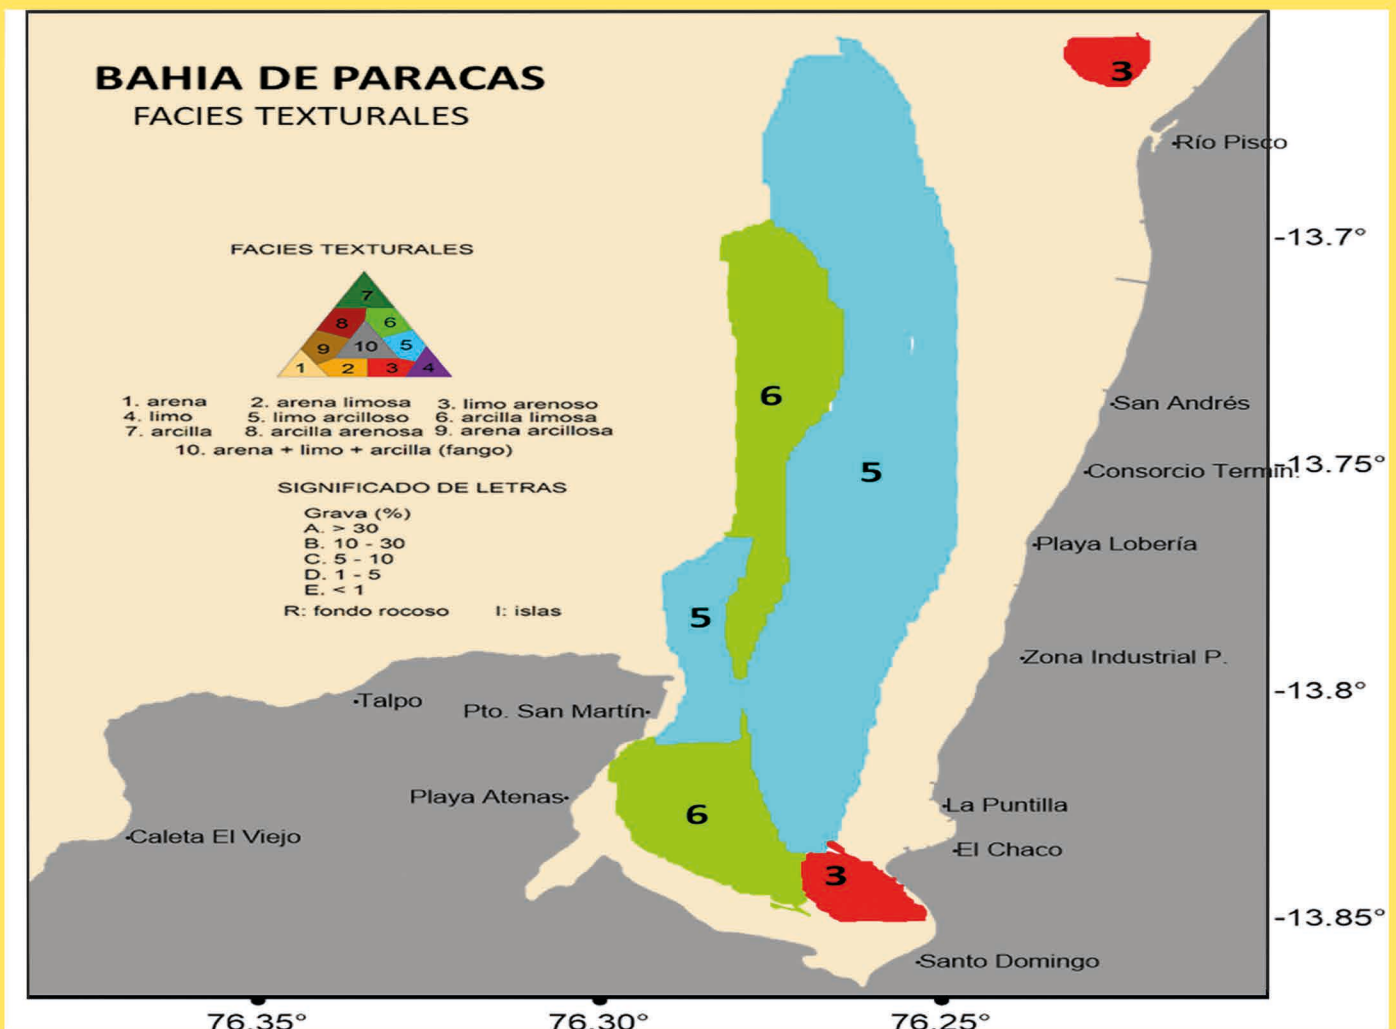 BAHIA DE PARACAS
FACIES TEXTURALES
3
Río Pisco
-13.7°
FACIES TEXTURALES
7
8 6
9 10 5
1 2 3 4
1. arena 2. arena limosa 3. limo arenoso
4. limo 5. limo arcilloso 6. arcilla limosa
7. arcilla 8. arcilla arenosa 9. arena arcillosa
10. arena + limo + arcilla (fango)
SIGNIFICADO DE LETRAS
Grava (%)
A. > 30
B. 10 - 30
C. 5 - 10
D. 1 - 5
E. < 1
R: fondo rocoso I: islas
6
San Andrés
5
Consorcio Termin.
-13.75°
Playa Lobería
5
Zona Industrial P.
-13.8°
Talpo
Pto. San Martín
Playa Atenas
6
La Puntilla
Caleta El Viejo
El Chaco
3
-13.85°
Santo Domingo
76.35° 76.30° 76.25°